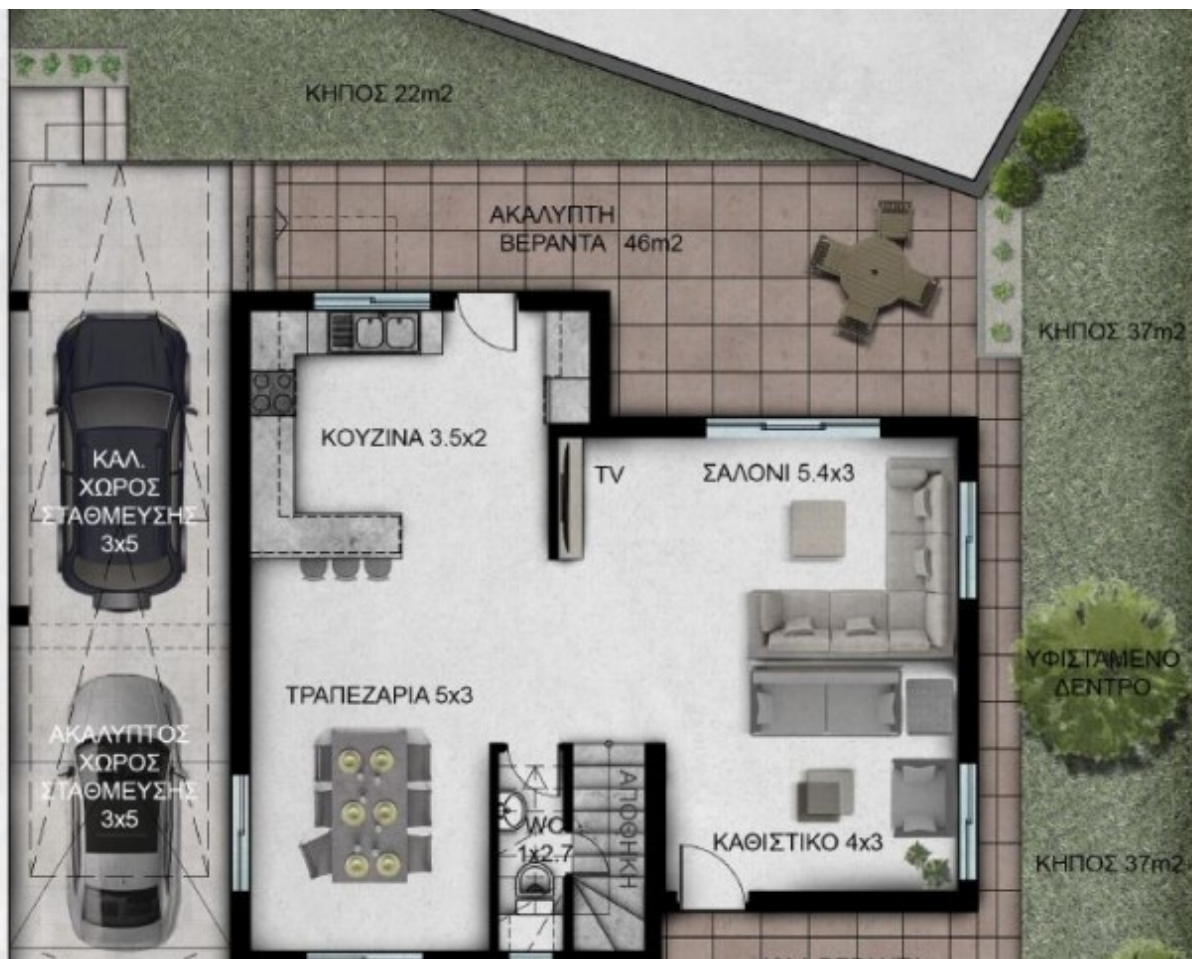 ΚΗΠΟΣ 22m2
ΑΚΑΛΥΠΤΗ
ΒΕΡΑΝΤΑ 46m2
ΚΗΠΟΣ 37m2
ΚΟΥΖΙΝΑ 3.5x2
TV
ΣΑΛΟΝΙ 5.4x3
ΚΑΛ.
ΧΩΡΟΣ
ΣΤΑΘΜΕΥΣΗΣ
3x5
ΥΦΙΣΤΑΜΕΝΟ
ΔΕΝΤΡΟ
ΤΡΑΠΕΖΑΡΙΑ 5x3
ΑΚΑΛΥΠΤΟΣ
ΧΩΡΟΣ
ΣΤΑΘΜΕΥΣΗΣ
3x5
WC
1x2.7
ΑΠΟΘΗΚΗ
ΚΑΘΙΣΤΙΚΟ 4x3
ΚΗΠΟΣ 37m2